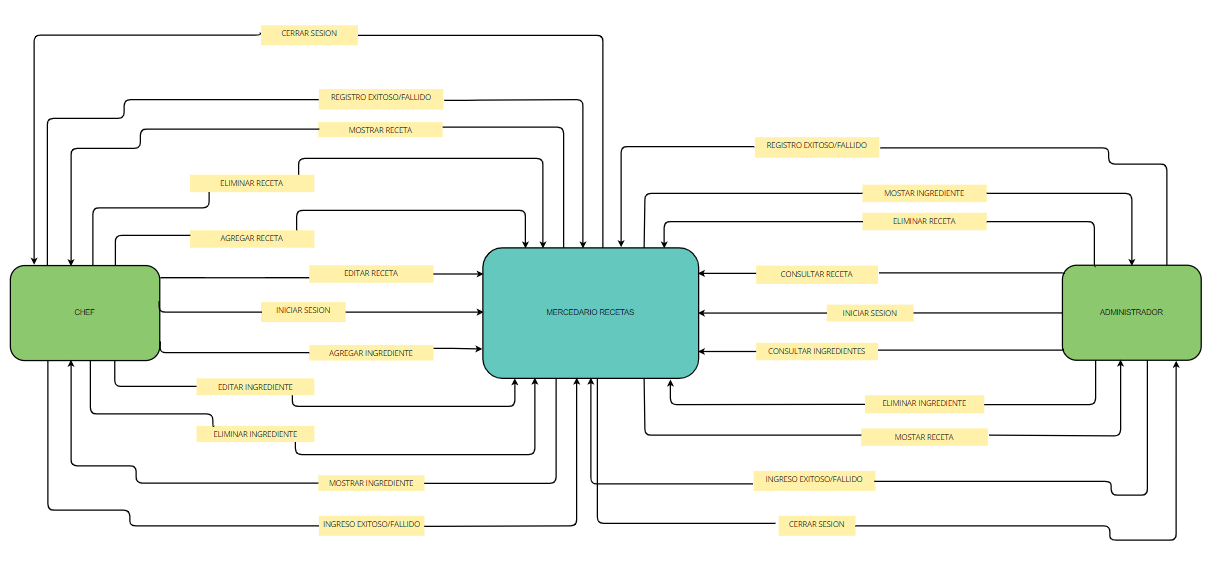 CERRAR SESION
REGISTRO EXITOSO/FALLIDO
MOSTRAR RECETA
REGISTRO EXITOSO/FALLIDO
ELIMINAR RECETA
MOSTAR INGREDIENTE
ELIMINAR RECETA
AGREGAR RECETA
EDITAR RECETA
CONSULTAR RECETA
CHEF
INICIAR SESION
MERCEDARIO RECETAS
INICIAR SESION
ADMINISTRADOR
AGREGAR INGREDIENTE
CONSULTAR INGREDIENTES
EDITAR INGREDIENTE
ELIMINAR INGREDIENTE
ELIMINAR INGREDIENTE
MOSTAR RECETA
MOSTRAR INGREDIENTE
INGRESO EXITOSO/FALLIDO
INGRESO EXITOSO/FALLIDO
CERRAR SESION